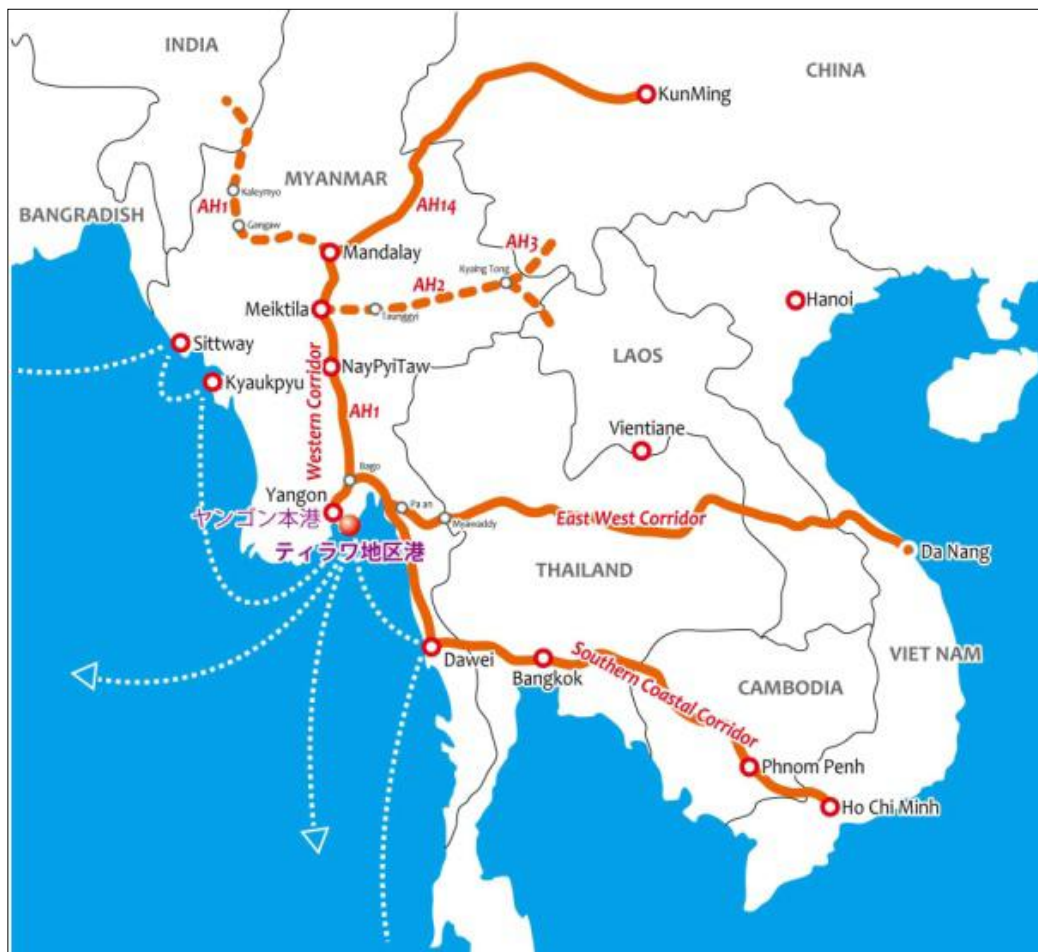 INDIA
CHINA
KunMing
Kaleymyo
MYANMAR
AH1
BANGRADISH
AH14
Gangaw
Mandalay
AH3
Kyaing Tong
AH2
Hanoi
Meiktila
Taunggyi
Sittway
LAOS
NayPyiTaw
Kyaukpyu
Western Corridor
AH1
Vientiane
Bago
Yangon
Pa an
ヤンゴン本港
Myawaddy
East West Corridor
ティラワ地区港
Da Nang
THAILAND
Dawei
Bangkok
Southern Coastal Corridor
VIET NAM
CAMBODIA
Phnom Penh
Ho Chi Minh